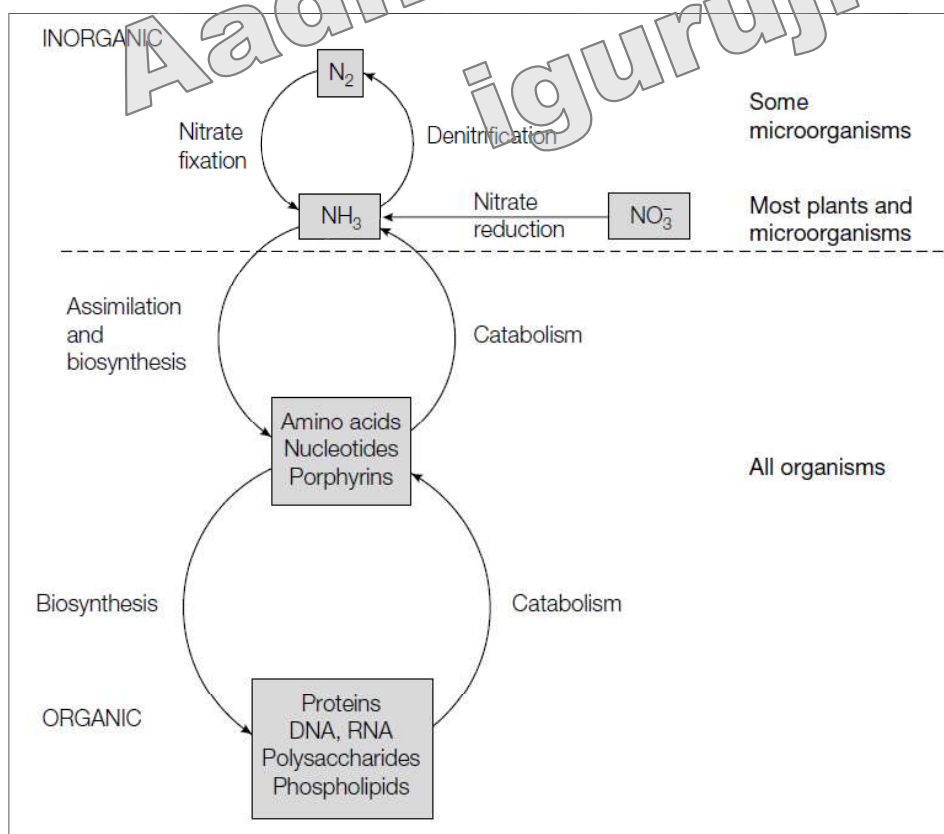 INORGANIC
N₂
Nitrate
fixation
Denitrification
Some
microorganisms
NH₃
Nitrate
reduction
NO₃⁻
Most plants and
microorganisms
Assimilation
and
biosynthesis
Catabolism
Amino acids
Nucleotides
Porphyrins
All organisms
Biosynthesis
Catabolism
ORGANIC
Proteins
DNA, RNA
Polysaccharides
Phospholipids
iguruji